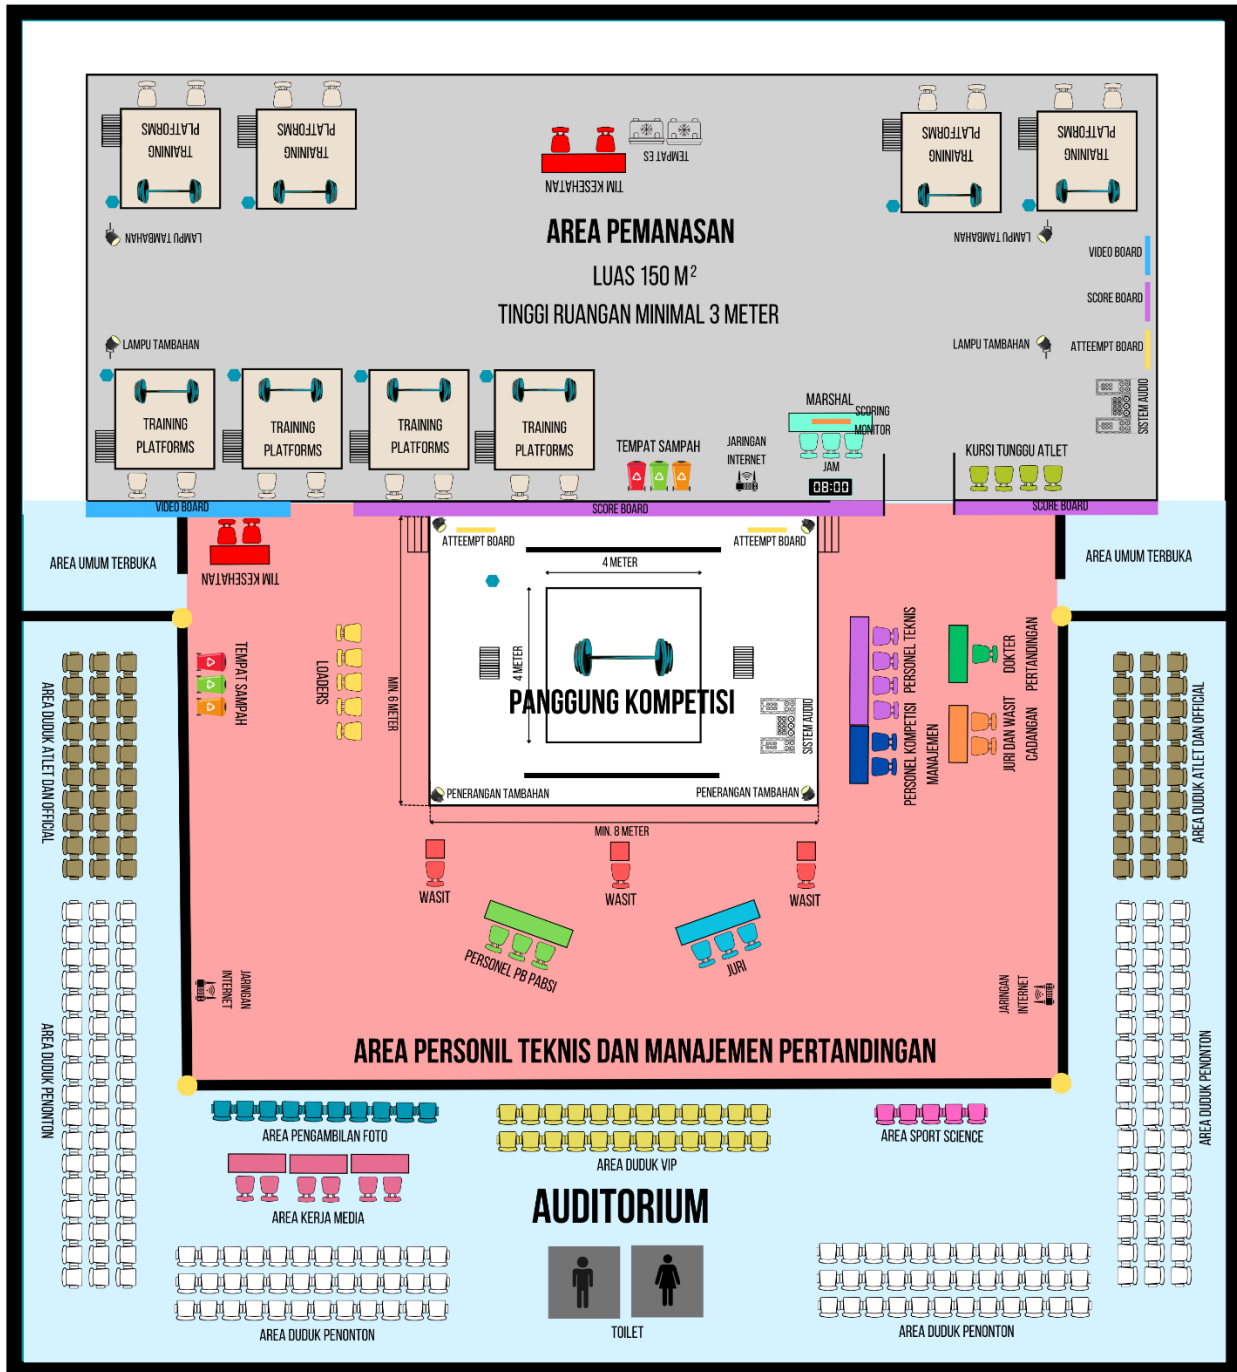 TRAINING
PLATFORMS
TRAINING
PLATFORMS
TIM KESEHATAN
TEMPAT ES
TRAINING
PLATFORMS
TRAINING
PLATFORMS
LAMPU TAMBAHAN
AREA PEMANASAN
LUAS 150 M²
TINGGI RUANGAN MINIMAL 3 METER
LAMPU TAMBAHAN
VIDEO BOARD
SCORE BOARD
ATTEEMPT BOARD
LAMPU TAMBAHAN
LAMPU TAMBAHAN
SISTEM AUDIO
TRAINING
PLATFORMS
TRAINING
PLATFORMS
TRAINING
PLATFORMS
TRAINING
PLATFORMS
TEMPAT SAMPAH
JARINGAN
INTERNET
MARSHAL
SCORING
MONITOR
JAM
08:00
KURSI TUNGGU ATLET
VIDEO BOARD
SCORE BOARD
SCORE BOARD
AREA UMUM TERBUKA
TIM KESEHATAN
ATTEEMPT BOARD
ATTEEMPT BOARD
AREA UMUM TERBUKA
4 METER
4 METER
MIN. 6 METER
LOADERS
TEMPAT SAMPAH
PANGGUNG KOMPETISI
SISTEM AUDIO
PERSONEL TEKNIS
PERSONEL KOMPETISI
MANAJEMEN
DOKTER
PERTANDINGAN
JURI DAN WASIT
CADANGAN
AREA DUDUK ATLET DAN OFFICIAL
AREA DUDUK ATLET DAN OFFICIAL
PENERANGAN TAMBAHAN
PENERANGAN TAMBAHAN
MIN. 8 METER
WASIT
WASIT
WASIT
PERSONEL PB PABSI
JURI
JARINGAN
INTERNET
JARINGAN
INTERNET
AREA DUDUK PENONTON
AREA DUDUK PENONTON
AREA PERSONIL TEKNIS DAN MANAJEMEN PERTANDINGAN
AREA PENGAMBILAN FOTO
AREA DUDUK VIP
AREA SPORT SCIENCE
AREA KERJA MEDIA
AUDITORIUM
AREA DUDUK PENONTON
TOILET
AREA DUDUK PENONTON